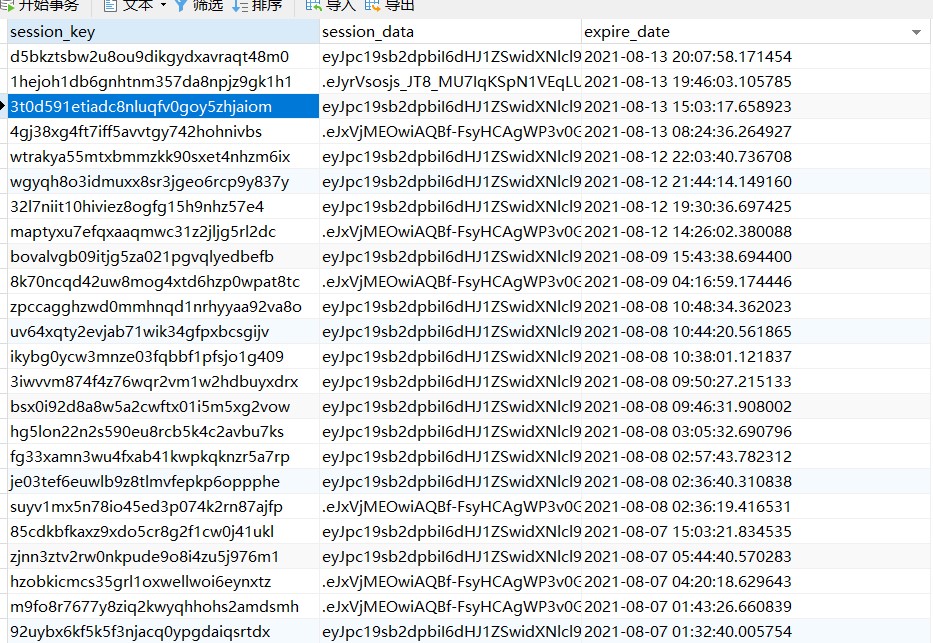 开始事务 文本 筛选 排序 导入 导出
session_key session_data expire_date
d5bkztsbw2u8ou9dikgydxavraqt48m0 eyJpc19sb2dpbiI6dHJ1ZSwidXNlcl9 2021-08-13 20:07:58.171454
1hejoh1db6gnhtnm357da8npjz9gk1h1 .eJyrVsosjs_JT8_MU7IqKSpN1VEqLU 2021-08-13 19:46:03.105785
3t0d591etiadc8nluqfv0goy5zhjaiom eyJpc19sb2dpbiI6dHJ1ZSwidXNlcl9 2021-08-13 15:03:17.658923
4gj38xg4ft7iff5avvtgy742hohnivbs .eJxVjMEOwiAQBf-FsyHCAgWP3v0G 2021-08-13 08:24:36.264927
wtrakya55mtxbmmzkk90sxet4nhzm6ix eyJpc19sb2dpbiI6dHJ1ZSwidXNlcl9 2021-08-12 22:03:40.736708
wgyqh8o3idmuxx8sr3jgeo6rcp9y837y eyJpc19sb2dpbiI6dHJ1ZSwidXNlcl9 2021-08-12 21:44:14.149160
32l7niit10hiviez8ogfg15h9nhz57e4 eyJpc19sb2dpbiI6dHJ1ZSwidXNlcl9 2021-08-12 19:30:36.697425
maptyxu7efqxaaqmwc31z2jljg5rl2dc .eJxVjMEOwiAQBf-FsyHCAgWP3v0G 2021-08-12 14:26:02.380088
bovalvgb09itjg5za021pgvqlyedbefb eyJpc19sb2dpbiI6dHJ1ZSwidXNlcl9 2021-08-09 15:43:38.694400
8k70ncqd42uw8mog4xtd6hzp0wpat8tc .eJxVjMEOwiAQBf-FsyHCAgWP3v0G 2021-08-09 04:16:59.174446
zpccagghzwd0mmhnqd1nrhyyaa92va8o eyJpc19sb2dpbiI6dHJ1ZSwidXNlcl9 2021-08-08 10:48:34.362023
uv64xqty2evjab71wik34gfpxbcsgijv eyJpc19sb2dpbiI6dHJ1ZSwidXNlcl9 2021-08-08 10:44:20.561865
ikybg0ycw3mnze03fqbbf1pfsjo1g409 eyJpc19sb2dpbiI6dHJ1ZSwidXNlcl9 2021-08-08 10:38:01.121837
3iwvvm874f4z76wqr2vm1w2hdbuyxdrx eyJpc19sb2dpbiI6dHJ1ZSwidXNlcl9 2021-08-08 09:50:27.215133
bsx0i92d8a8w5a2cwftx01i5m5xg2vow eyJpc19sb2dpbiI6dHJ1ZSwidXNlcl9 2021-08-08 09:46:31.908002
hg5lon22n2s590eu8rcb5k4c2avbu7ks eyJpc19sb2dpbiI6dHJ1ZSwidXNlcl9 2021-08-08 03:05:32.690796
fg33xamn3wu4fxab41kwpkqknzr5a7rp eyJpc19sb2dpbiI6dHJ1ZSwidXNlcl9 2021-08-08 02:57:43.782312
je03tef6euwlb9z8tlmvfepkp6oppphe eyJpc19sb2dpbiI6dHJ1ZSwidXNlcl9 2021-08-08 02:36:40.310838
suyv1mx5n78io45ed3p074k2rn87ajfp .eJxVjMEOwiAQBf-FsyHCAgWP3v0G 2021-08-08 02:36:19.416531
85cdkbfkaxz9xdo5cr8g2f1cw0j41ukl eyJpc19sb2dpbiI6dHJ1ZSwidXNlcl9 2021-08-07 15:03:21.834535
zjnn3ztv2rw0nkpude9o8i4zu5j976m1 eyJpc19sb2dpbiI6dHJ1ZSwidXNlcl9 2021-08-07 05:44:40.570283
hzobkicmcs35grl1oxwellwoi6eynxtz .eJxVjMEOwiAQBf-FsyHCAgWP3v0G 2021-08-07 04:20:18.629643
m9fo8r7677y8ziq2kwyqhhohs2amdsmh .eJxVjMEOwiAQBf-FsyHCAgWP3v0G 2021-08-07 01:43:26.660839
92uybx6kf5k5f3njacq0ypgdaiqsrtdx eyJpc19sb2dpbiI6dHJ1ZSwidXNlcl9 2021-08-07 01:32:40.005754